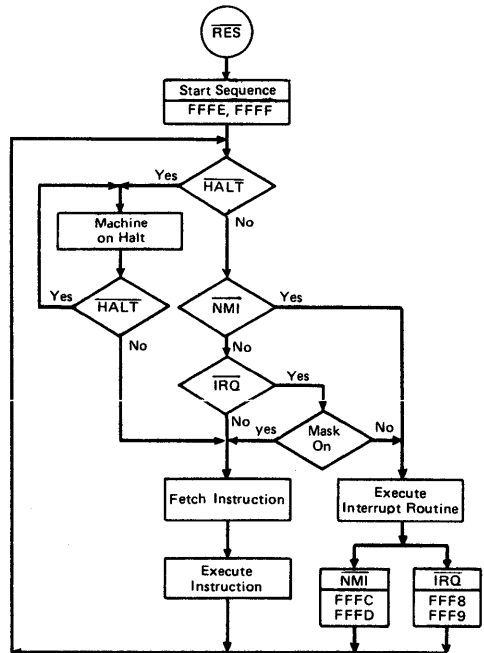 RES
Start Sequence
FFFE, FFFF
Yes
HALT
No
Machine
on Halt
Yes
HALT
No
NMI
Yes
No
IRQ
Yes
No
yes
Mask
On
No
Fetch Instruction
Execute
Interrupt Routine
Execute
Instruction
NMI
FFFC
FFFD
IRQ
FFF8
FFF9